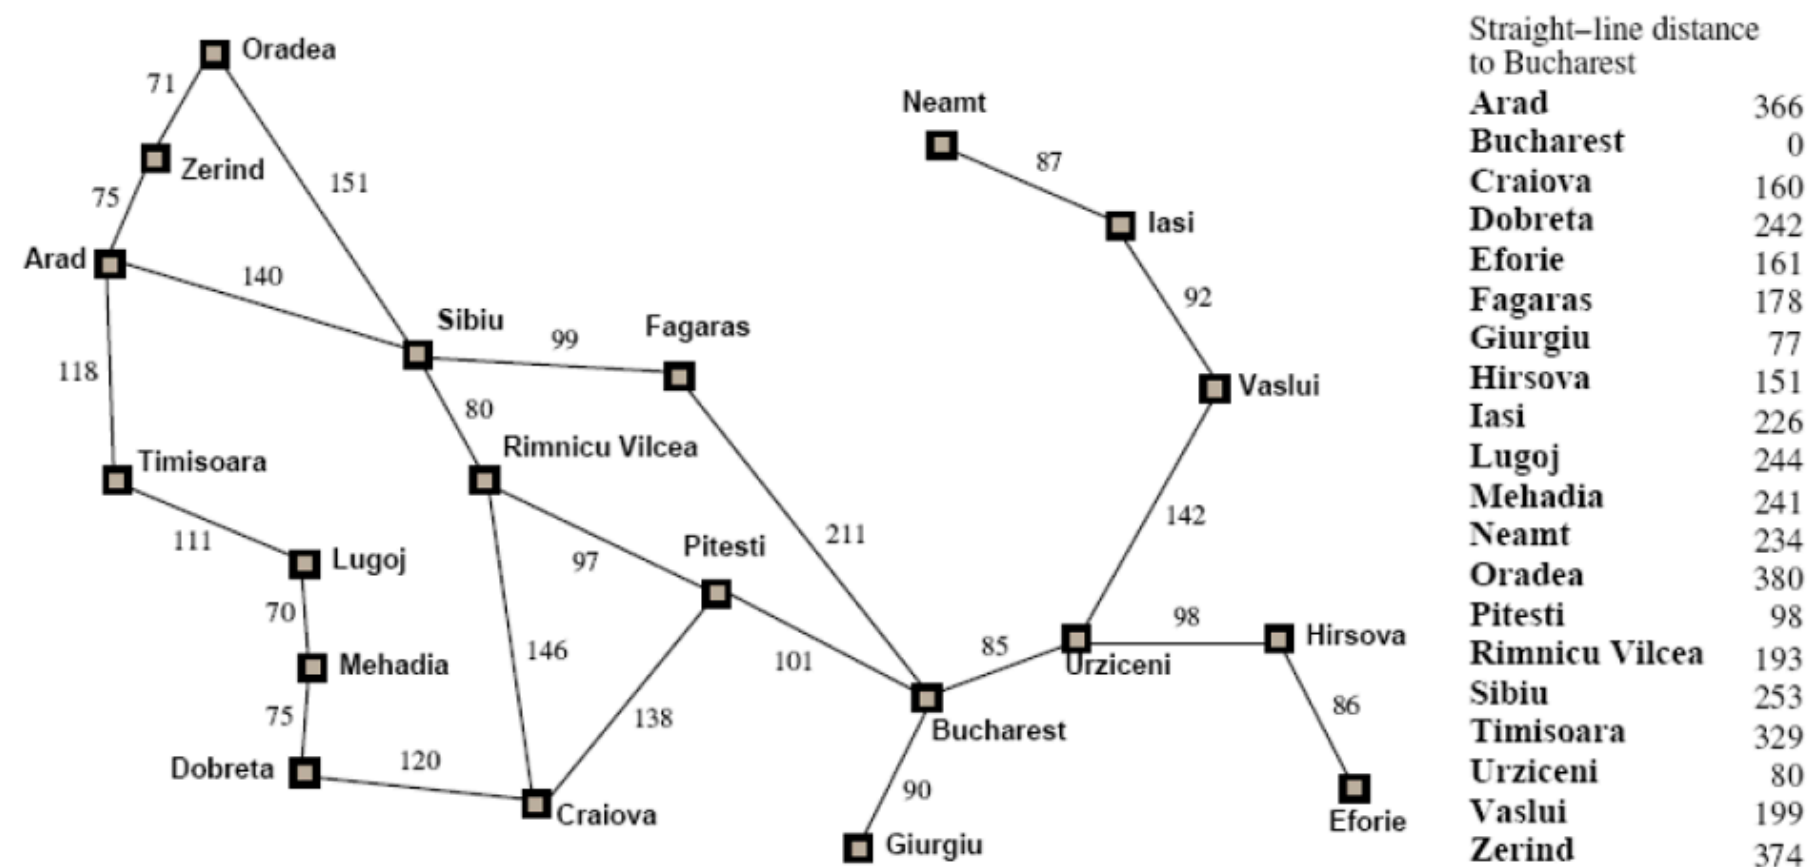 Oradea
71
Neamt
Zerind
87
151
75
Iasi
Arad
140
92
Sibiu
Fagaras
99
118
Vaslui
80
Timisoara
Rimnicu Vilcea
142
111
211
Lugoj
97
Pitesti
70
98
Hirsova
146
101
85
Mehadia
Urziceni
86
75
138
Bucharest
Dobreta
120
90
Craiova
Eforie
Giurgiu
Straight–line distance
to Bucharest
Arad 366
Bucharest 0
Craiova 160
Dobreta 242
Eforie 161
Fagaras 178
Giurgiu 77
Hirsova 151
Iasi 226
Lugoj 244
Mehadia 241
Neamt 234
Oradea 380
Pitesti 98
Rimnicu Vilcea 193
Sibiu 253
Timisoara 329
Urziceni 80
Vaslui 199
Zerind 374